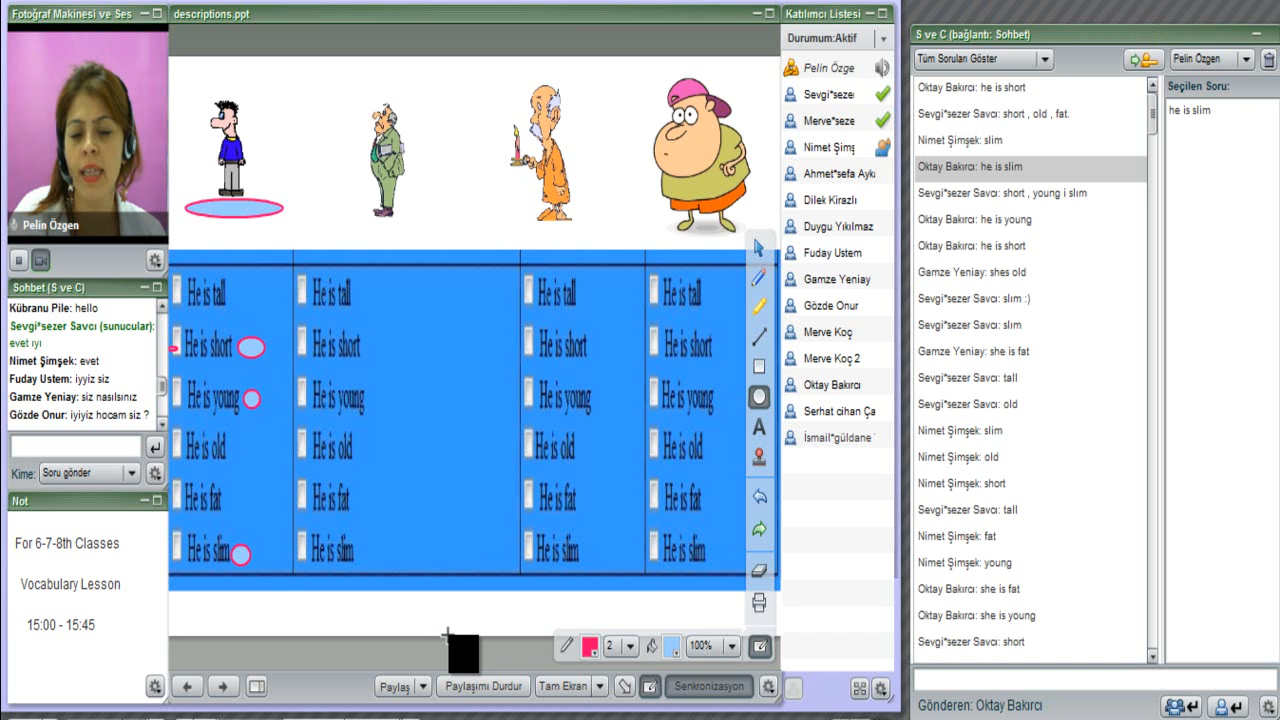 Fotoğraf Makinesi ve Ses
Pelin Özgen
Sohbet (S ve C)
Kübranu Pile: hello
Sevgi*sezer Savcı (sunucular):
evet ıyı
Nimet Şimşek: evet
Fuday Ustem: iyyiz siz
Gamze Yeniay: siz nasılsınız
Gözde Onur: iyiyiz hocam siz ?
Kime:
Soru gönder
Not
For 6-7-8th Classes
Vocabulary Lesson
15:00 - 15:45
descriptions.ppt
He is tall
He is short
He is young
He is old
He is fat
He is slim
He is tall
He is short
He is young
He is old
He is fat
He is slim
He is tall
He is short
He is young
He is old
He is fat
He is slim
He is tall
He is short
He is young
He is old
He is fat
He is slim
A
2
100%
Paylaş
Paylaşımı Durdur
Tam Ekran
Senkronizasyon
Katılımcı Listesi
Durumum:Aktif
Pelin Özge
Sevgi*sezer
Merve*seze
Nimet Şimş
Ahmet*sefa Ayk
Dilek Kirazlı
Duygu Yıkılmaz
Fuday Ustem
Gamze Yeniay
Gözde Onur
Merve Koç
Merve Koç 2
Oktay Bakırcı
Serhat cihan Ça
İsmail*güldane
S ve C (bağlantı: Sohbet)
Tüm Soruları Göster
Pelin Özgen
Oktay Bakırcı: he is short
Sevgi*sezer Savcı: short , old , fat.
Nimet Şimşek: slim
Oktay Bakırcı: he is slim
Sevgi*sezer Savcı: short , young i slım
Oktay Bakırcı: he is young
Oktay Bakırcı: he is short
Gamze Yeniay: shes old
Sevgi*sezer Savcı: slım :)
Sevgi*sezer Savcı: slım
Gamze Yeniay: she is fat
Sevgi*sezer Savcı: tall
Sevgi*sezer Savcı: old
Nimet Şimşek: slim
Nimet Şimşek: old
Nimet Şimşek: short
Sevgi*sezer Savcı: tall
Nimet Şimşek: fat
Nimet Şimşek: young
Oktay Bakırcı: she is fat
Oktay Bakırcı: she is young
Sevgi*sezer Savcı: short
Seçilen Soru:
he is slim
Gönderen: Oktay Bakırcı